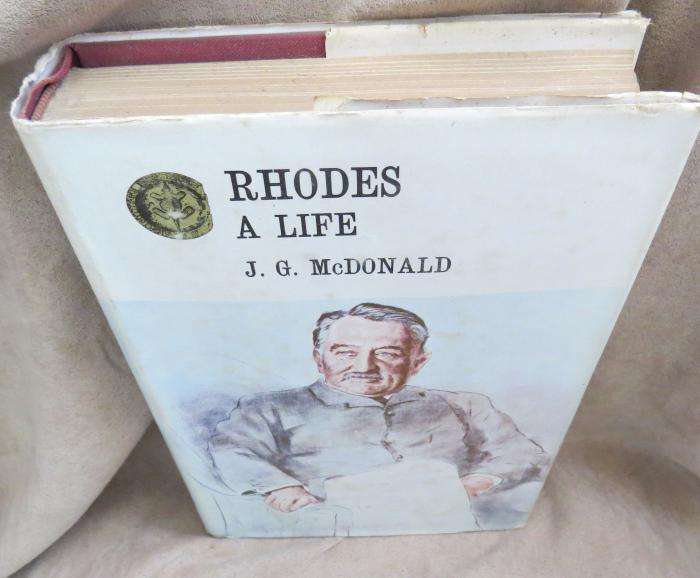 RHODES
A LIFE
J. G. McDONALD